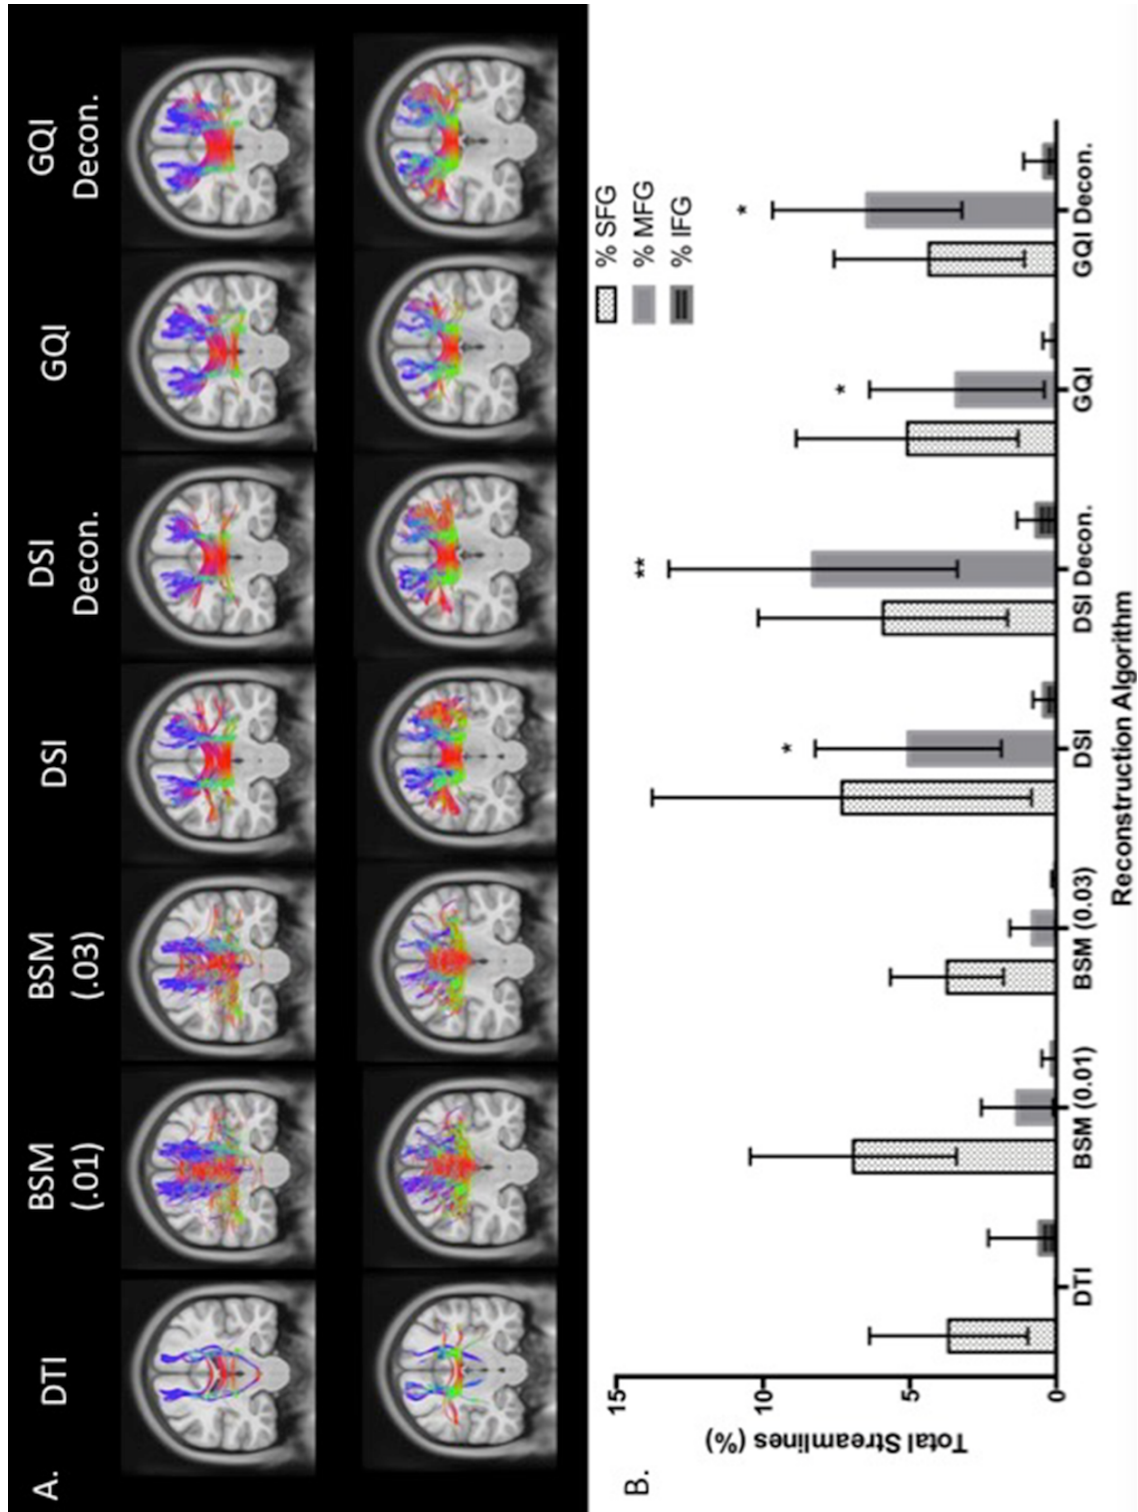 A.
DTI
BSM
(.01)
BSM
(.03)
DSI
DSI
Decon.
GQI
GQI
Decon.
B.
% SFG
% MFG
% IFG
Total Streamlines (%)
15
10
5
0
*
**
*
*
DTI
BSM (0.01)
BSM (0.03)
DSI
DSI Decon.
GQI
GQI Decon.
Reconstruction Algorithm